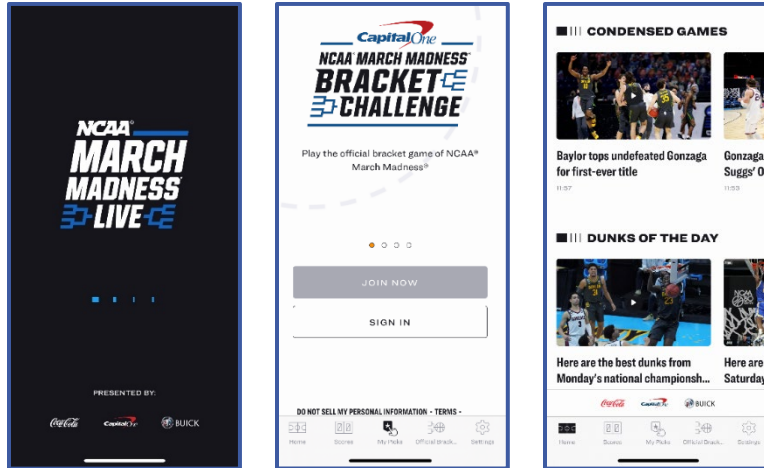 NCAA®
MARCH
MADNESS
LIVE
PRESENTED BY:
Coca-Cola Capital One BUICK
Capital One
NCAA MARCH MADNESS®
BRACKET
CHALLENGE
Play the official bracket game of NCAA®
March Madness®
JOIN NOW
SIGN IN
DO NOT SELL MY PERSONAL INFORMATION - TERMS -
Home Scores My Picks Official Brack... Settings
CONDENSED GAMES
Baylor tops undefeated Gonzaga
for first-ever title
11:57
Gonzaga
Suggs' O
DUNKS OF THE DAY
Here are the best dunks from
Monday's national championsh...
Here are
Saturday
Coca-Cola Capital One BUICK
Home Scores My Picks Official Brack... Settings